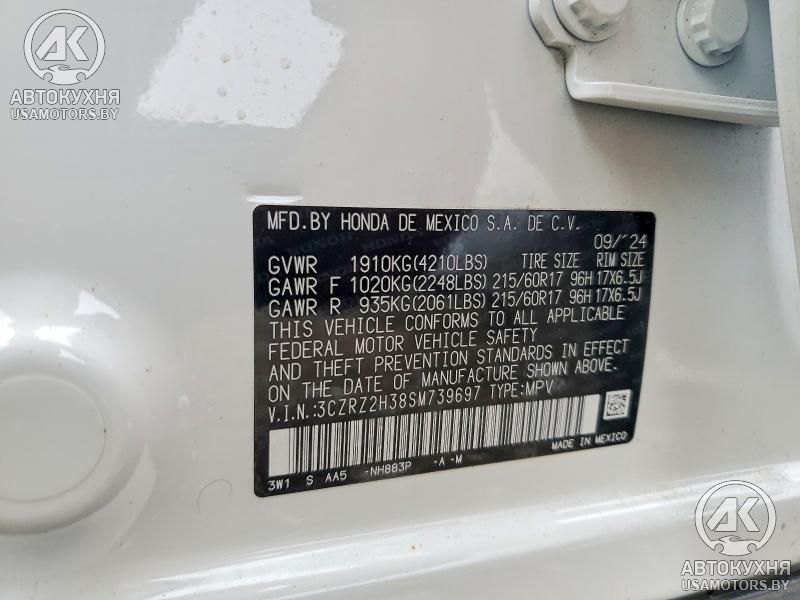 АК
АВТОКУХНЯ
USAMOTORS.BY
MFD.BY HONDA DE MEXICO S.A. DE C.V.
09/'24
GVWR 1910KG(4210LBS) TIRE SIZE RIM SIZE
GAWR F 1020KG(2248LBS) 215/60R17 96H 17X6.5J
GAWR R 935KG(2061LBS) 215/60R17 96H 17X6.5J
THIS VEHICLE CONFORMS TO ALL APPLICABLE
FEDERAL MOTOR VEHICLE SAFETY
AND THEFT PREVENTION STANDARDS IN EFFECT
ON THE DATE OF MANUFACTURE SHOWN ABOVE.
V.I.N.:3CZRZ2H38SM739697 TYPE:MPV
MADE IN MEXICO
3W1 S AA5 -NH883P -A -M
АК
АВТОКУХНЯ
USAMOTORS.BY